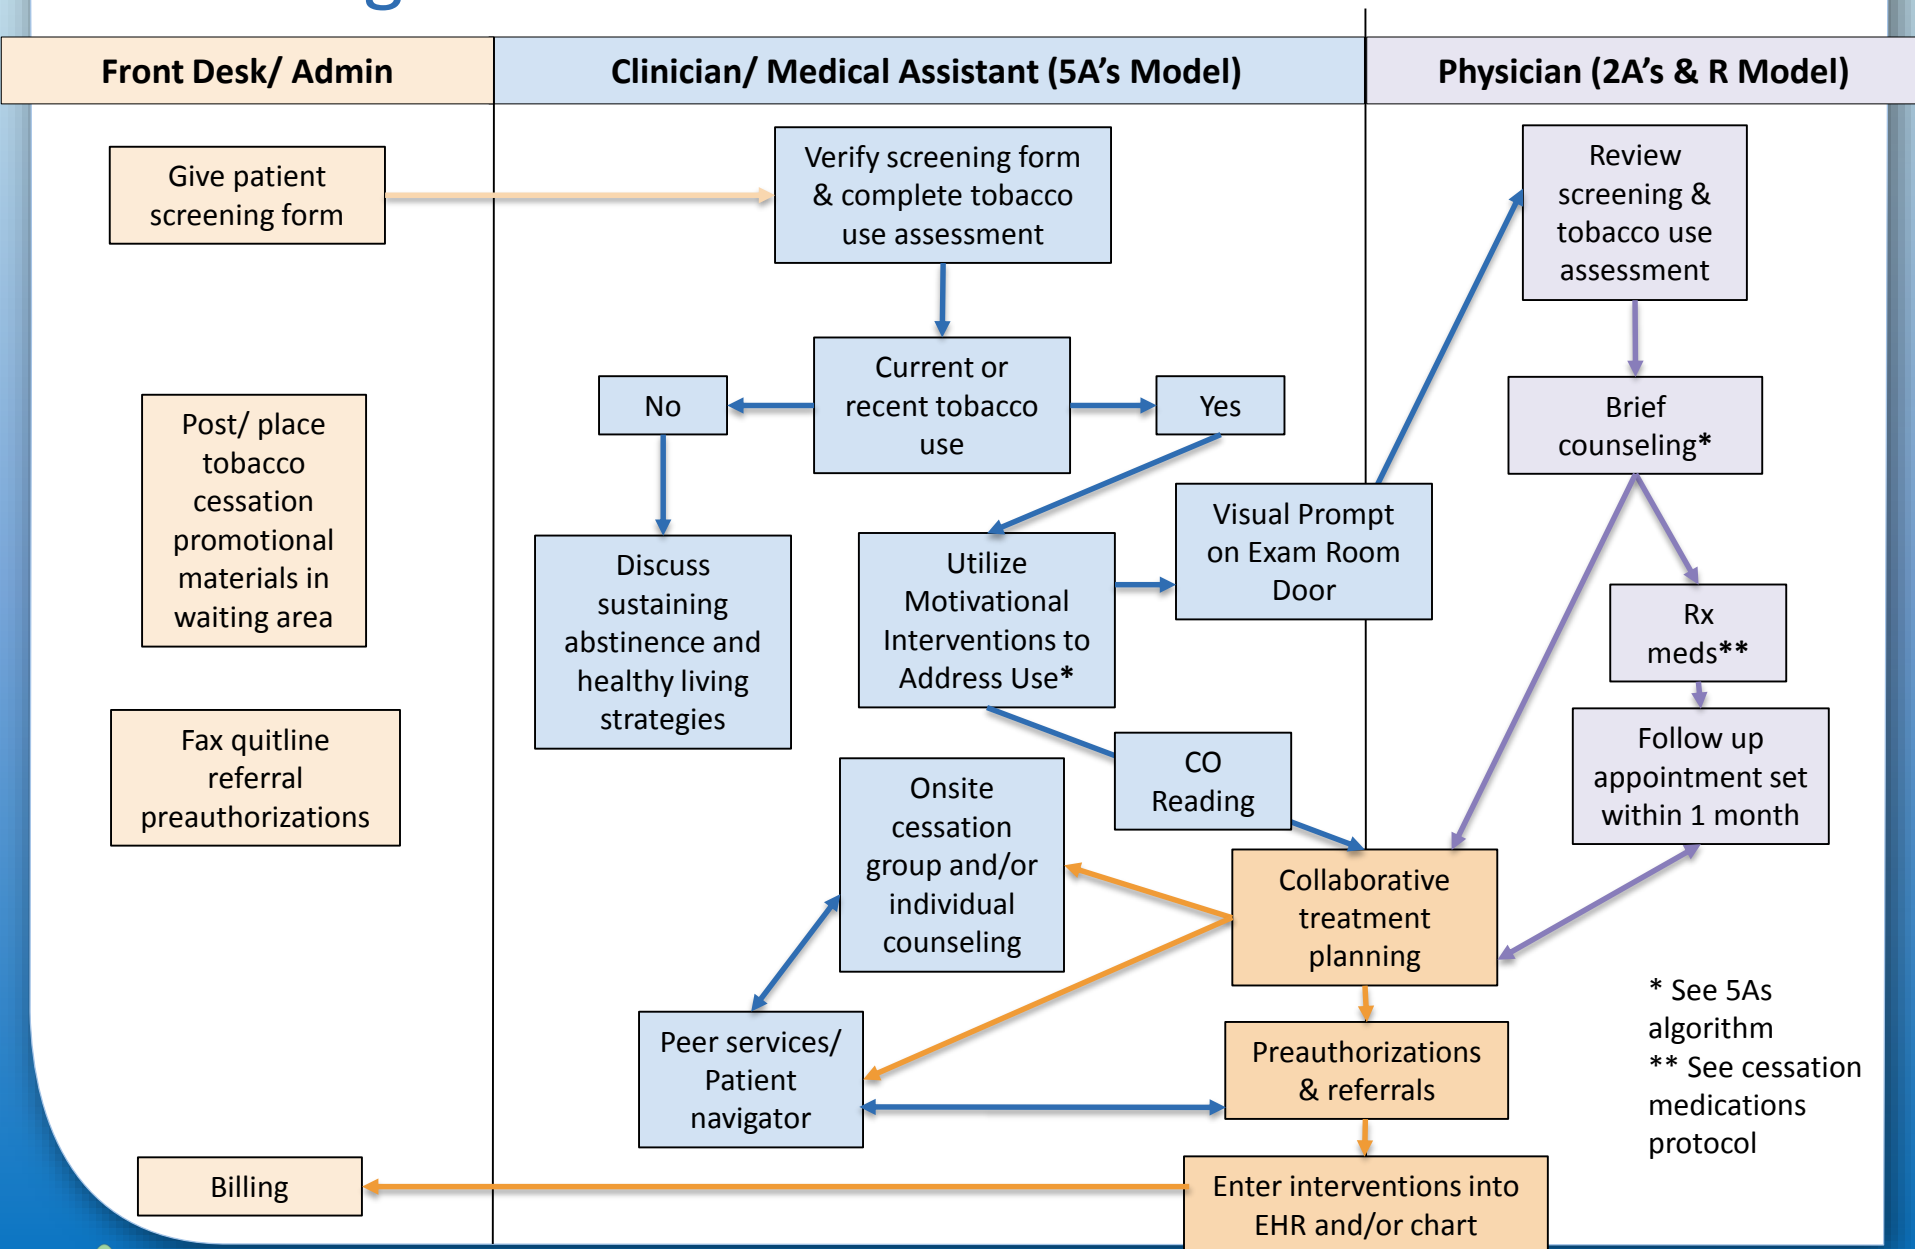 Front Desk/ Admin
Clinician/ Medical Assistant (5A's Model)
Physician (2A's & R Model)
Give patient
screening form
Verify screening form
& complete tobacco
use assessment
Review
screening &
tobacco use
assessment
Current or
recent tobacco
use
No
Yes
Brief
counseling*
Post/ place
tobacco
cessation
promotional
materials in
waiting area
Discuss
sustaining
abstinence and
healthy living
strategies
Utilize
Motivational
Interventions to
Address Use*
Visual Prompt
on Exam Room
Door
Rx
meds**
Fax quitline
referral
preauthorizations
CO
Reading
Follow up
appointment set
within 1 month
Onsite
cessation
group and/or
individual
counseling
Collaborative
treatment
planning
Peer services/
Patient
navigator
Preauthorizations
& referrals
* See 5As
algorithm
** See cessation
medications
protocol
Billing
Enter interventions into
EHR and/or chart